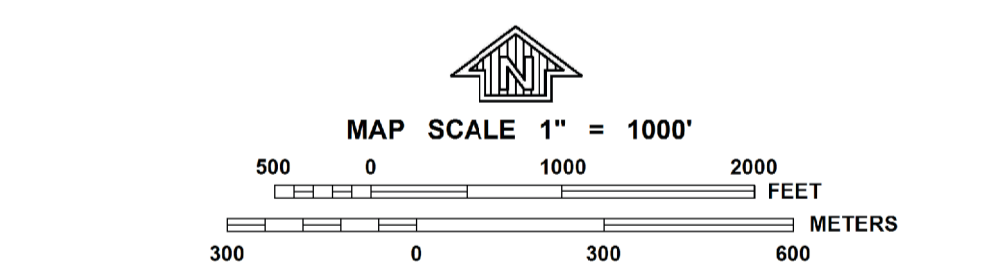 N
MAP SCALE 1" = 1000'
500 0 1000 2000
FEET
METERS
300 0 300 600